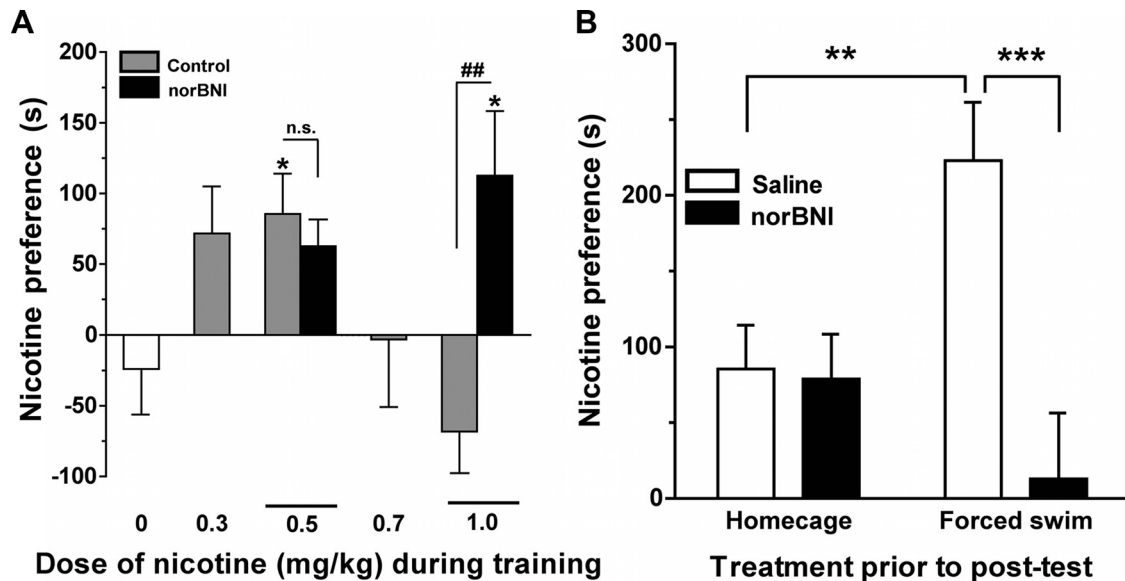 A
Nicotine preference (s)
200
150
100
50
0
-50
-100
Control
norBNI
*
n.s.
##
*
0 0.3 0.5 0.7 1.0
Dose of nicotine (mg/kg) during training
B
Nicotine preference (s)
300
200
100
0
** ***
Saline
norBNI
Homecage Forced swim
Treatment prior to post-test